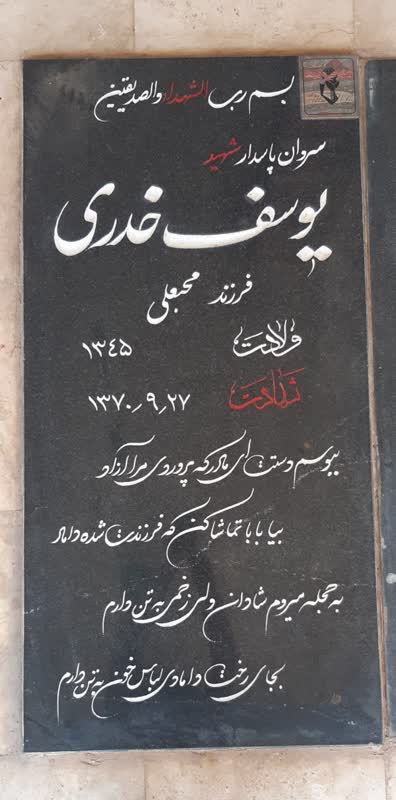 بسم رب الشهداء والصدیقین
سروان پاسدار شهید
یوسف خدری
فرزند محبعلی
ولادت ۱۳۴۵
شهادت ۱۳۷۰٫۹٫۲۷
ببوسم دستت ای مادر که پروردی مرا آزاد
بیا بابا تماشا کن که فرزندت شده داماد
به حجله میروم شادان ولی زخمی به تن دارم
بجای رخت دامادی لباس خون به تن دارم